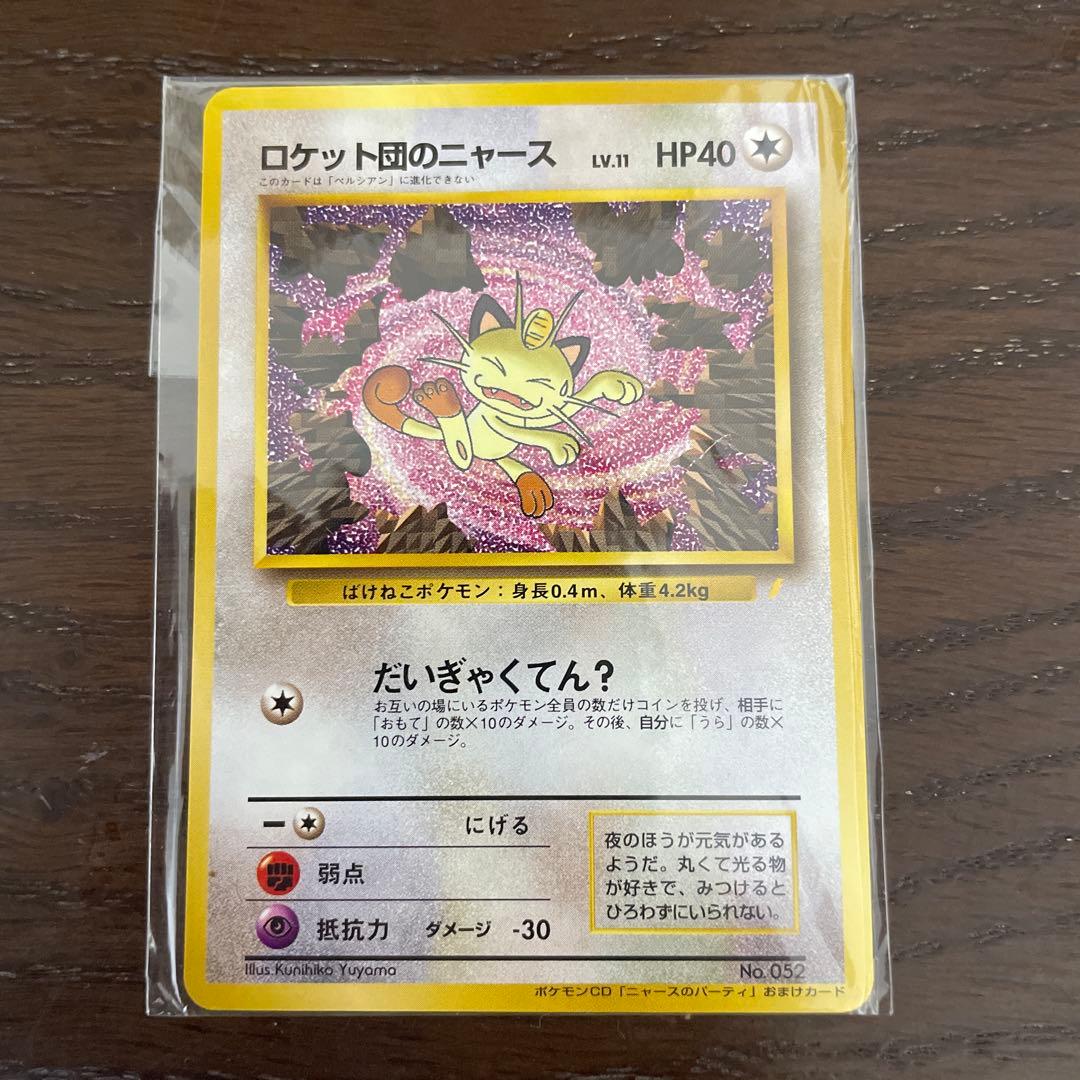 ロケット団のニャース LV.11 HP40
このカードは「ペルシアン」に進化できない
ばけねこポケモン：身長0.4m、体重4.2kg
だいぎゃくてん？
お互いの場にいるポケモン全員の数だけコインを投げ、相手に
「おもて」の数×10のダメージ。その後、自分に「うら」の数×
10のダメージ。
にげる
弱点
抵抗力 ダメージ -30
夜のほうが元気がある
ようだ。丸くて光る物
が好きで、みつけると
ひろわずにいられない。
Illus.Kunihiko Yuyama No.052
ポケモンCD「ニャースのパーティ」おまけカード